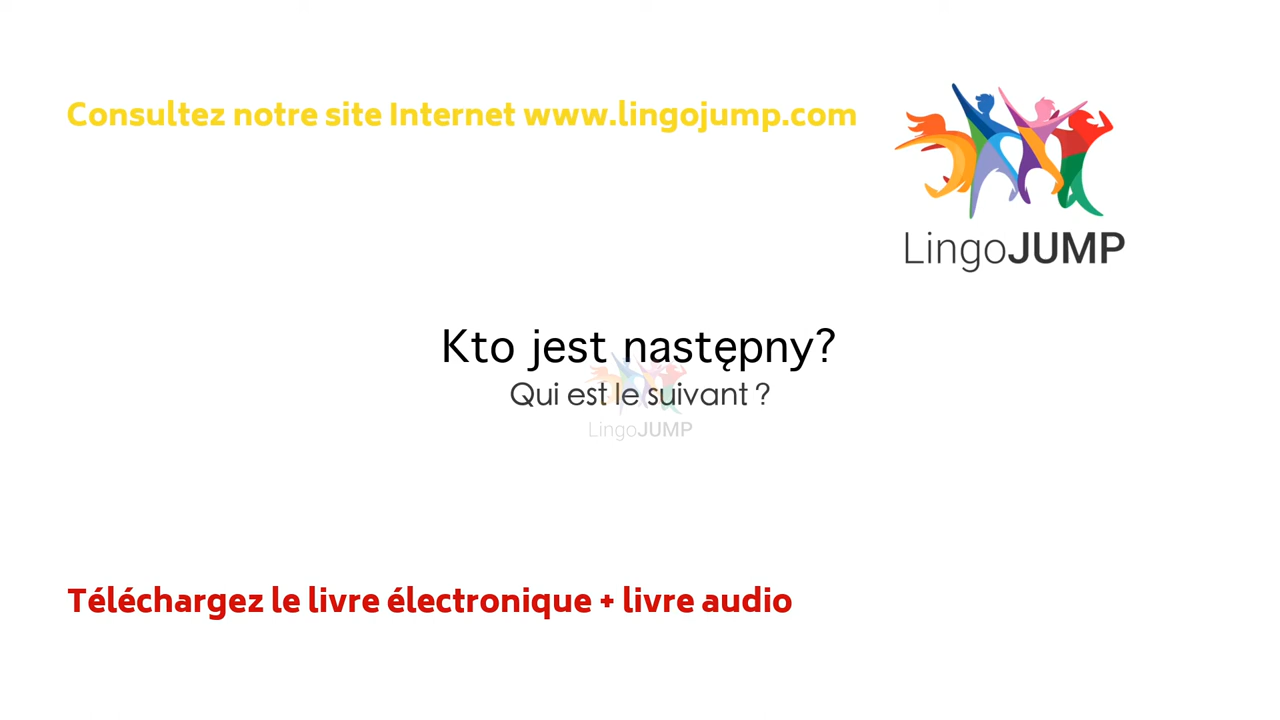 Consultez notre site Internet www.lingojump.com
LingoJUMP
Kto jest następny?
Qui est le suivant ?
LingoJUMP
Téléchargez le livre électronique + livre audio